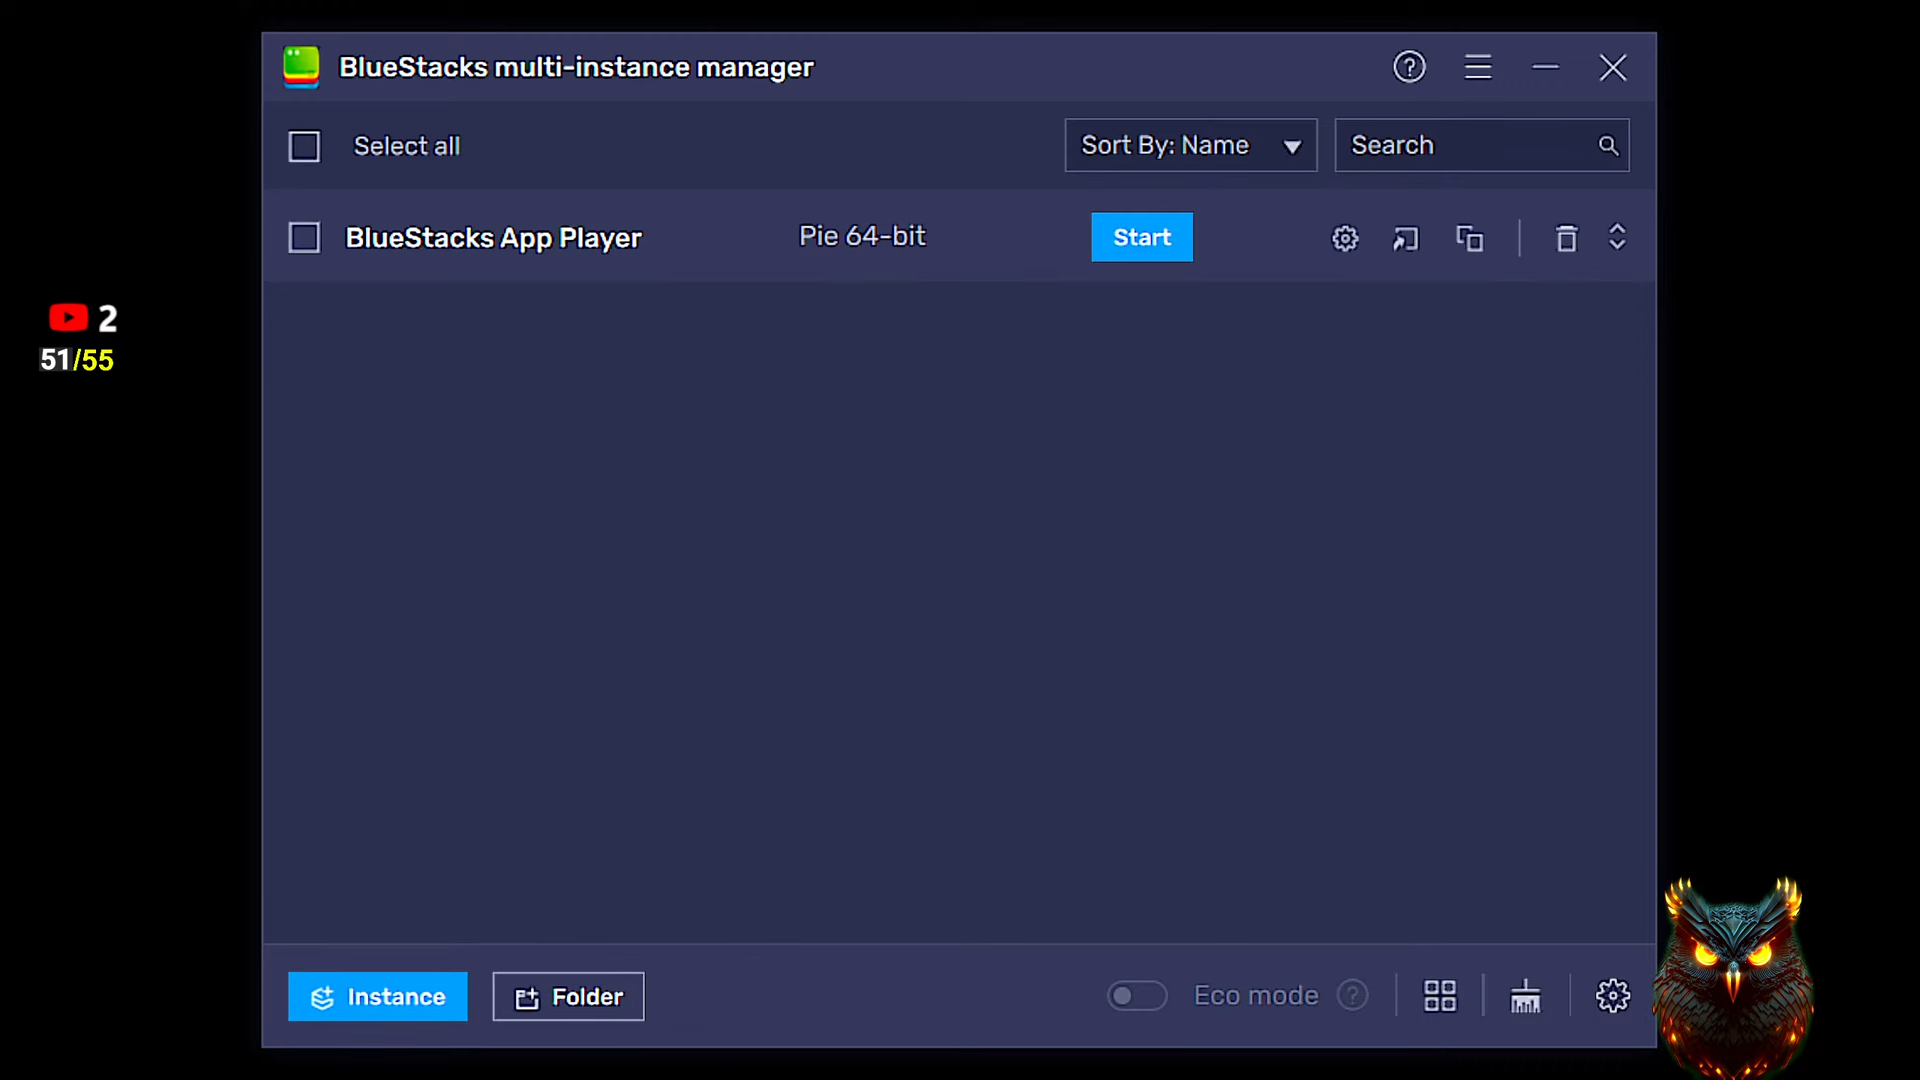 BlueStacks multi-instance manager
Select all
Sort By: Name
Search
BlueStacks App Player
Pie 64-bit
Start
2
51/55
Instance
Folder
Eco mode